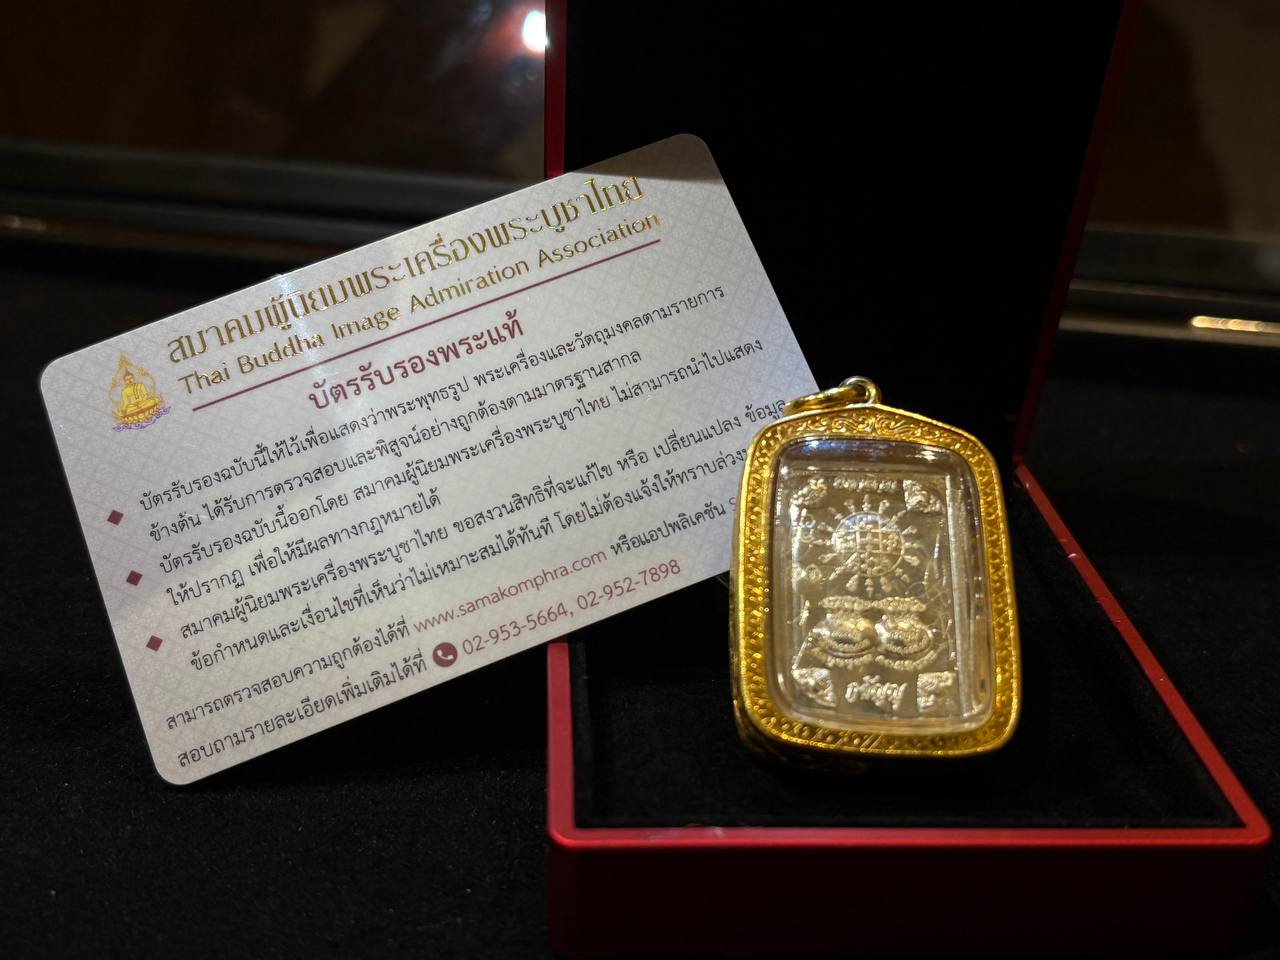 สมาคมผู้นิยมพระเครื่องพระบูชาไทย
Thai Buddha Image Admiration Association
บัตรรับรองพระแท้
บัตรรับรองฉบับนี้ให้ไว้เพื่อแสดงว่าพระพุทธรูป พระเครื่องและวัตถุมงคลตามรายการ
ข้างต้น ได้รับการตรวจสอบและพิสูจน์อย่างถูกต้องตามมาตรฐานสากล
บัตรรับรองฉบับนี้ออกโดย สมาคมผู้นิยมพระเครื่องพระบูชาไทย ไม่สามารถนำไปแสดง
ให้ปรากฏ เพื่อให้มีผลทางกฎหมายได้
สมาคมผู้นิยมพระเครื่องพระบูชาไทย ขอสงวนสิทธิที่จะแก้ไข หรือ เปลี่ยนแปลง ข้อมูล
ข้อกำหนดและเงื่อนไขที่เห็นว่าไม่เหมาะสมได้ทันที โดยไม่ต้องแจ้งให้ทราบล่วง
สามารถตรวจสอบความถูกต้องได้ที่ www.samakomphra.com หรือแอปพลิเคชัน S
สอบถามรายละเอียดเพิ่มเติมได้ที่ 02-953-5664, 02-952-7898